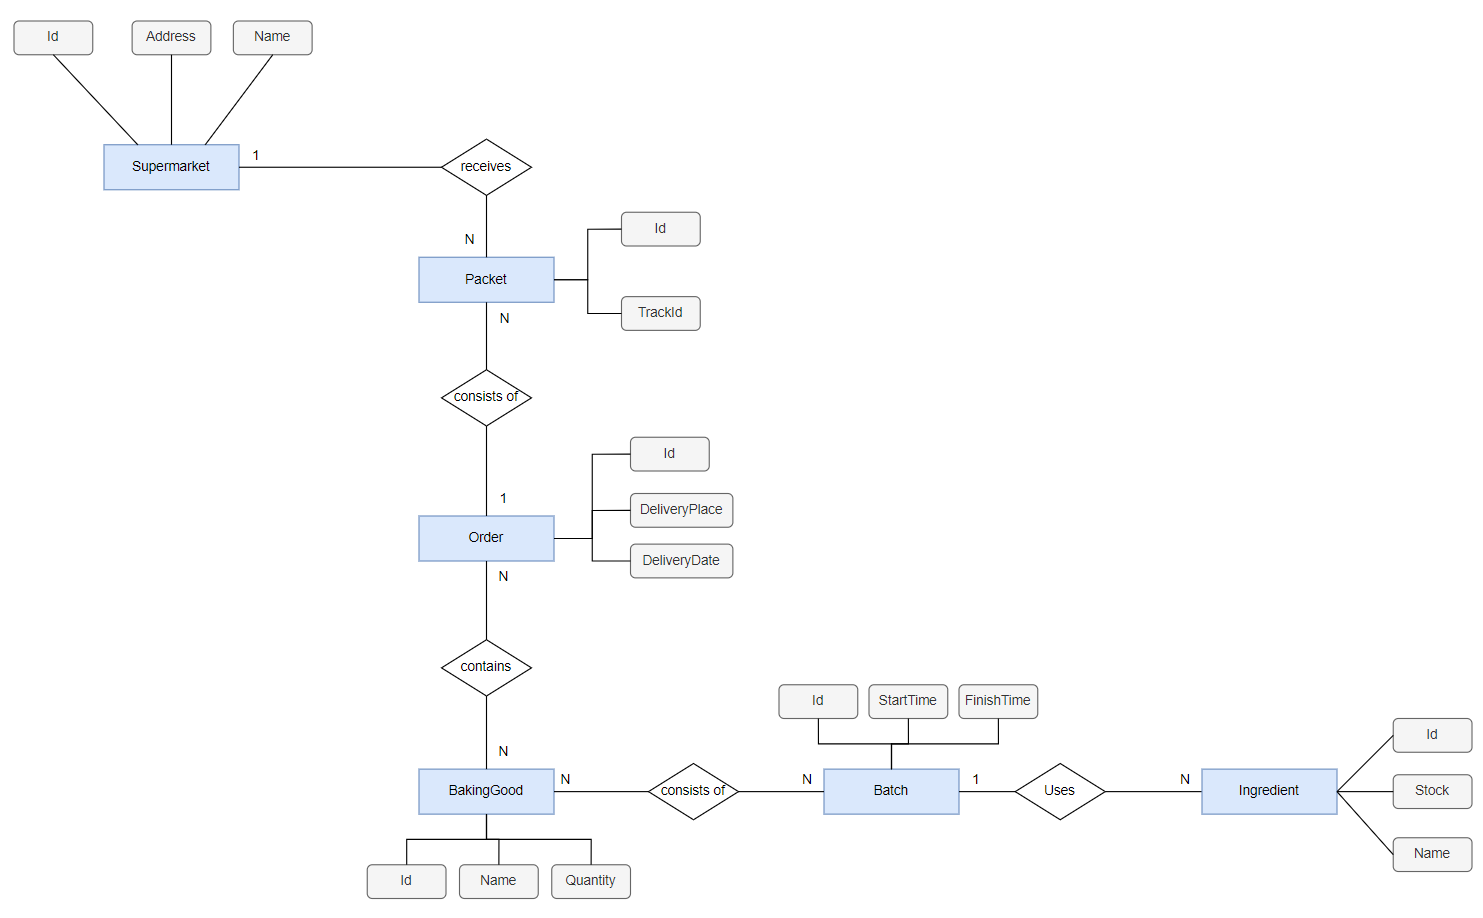 Id
Address
Name
Supermarket
1
receives
N
Packet
Id
TrackId
N
consists of
1
Order
Id
DeliveryPlace
DeliveryDate
N
contains
N
BakingGood
N
consists of
N
Batch
Id
StartTime
FinishTime
1
Uses
N
Ingredient
Id
Stock
Name
Id
Name
Quantity